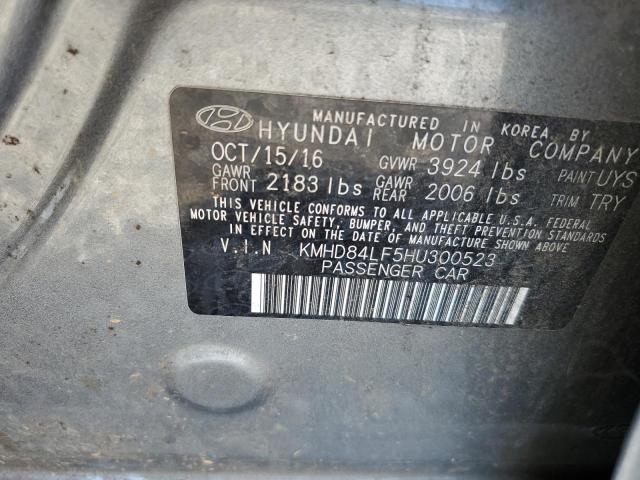 MANUFACTURED IN KOREA BY
HYUNDAI MOTOR COMPANY
OCT/15/16 GVWR 3924 lbs PAINT UYS
GAWR FRONT 2183 lbs GAWR REAR 2006 lbs TRIM TRY
THIS VEHICLE CONFORMS TO ALL APPLICABLE U.S.A. FEDERAL
MOTOR VEHICLE SAFETY, BUMPER, AND THEFT PREVENTION STANDARDS
IN EFFECT ON THE DATE OF MANUFACTURE SHOWN ABOVE.
V.I.N KMHD84LF5HU300523
PASSENGER CAR